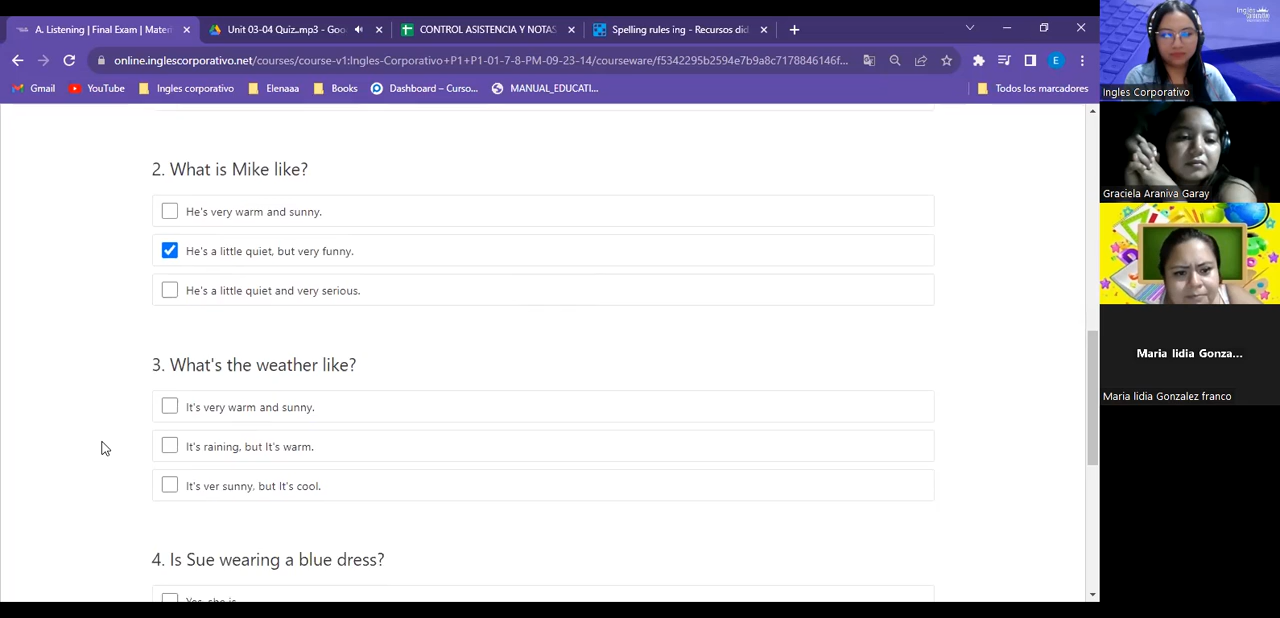 A. Listening | Final Exam | Mater
Unit 03-04 Quiz.mp3 - Goo
CONTROL ASISTENCIA Y NOTAS
Spelling rules ing - Recursos did
online.inglescorporativo.net/courses/course-v1:Ingles-Corporativo+P1+P1-01-7-8-PM-09-23-14/courseware/f5342295b2594e7b9a8c7178846146f...
E
Gmail
YouTube
Ingles corporativo
Elenaaa
Books
Dashboard – Curso...
MANUAL_EDUCATI...
Todos los marcadores
2. What is Mike like?
He's very warm and sunny.
He's a little quiet, but very funny.
He's a little quiet and very serious.
3. What's the weather like?
It's very warm and sunny.
It's raining, but It's warm.
It's ver sunny, but It's cool.
4. Is Sue wearing a blue dress?
Yes, she is.
Ingles Corporativo
Graciela Araniva Garay
Maria lidia Gonza...
Maria lidia Gonzalez franco